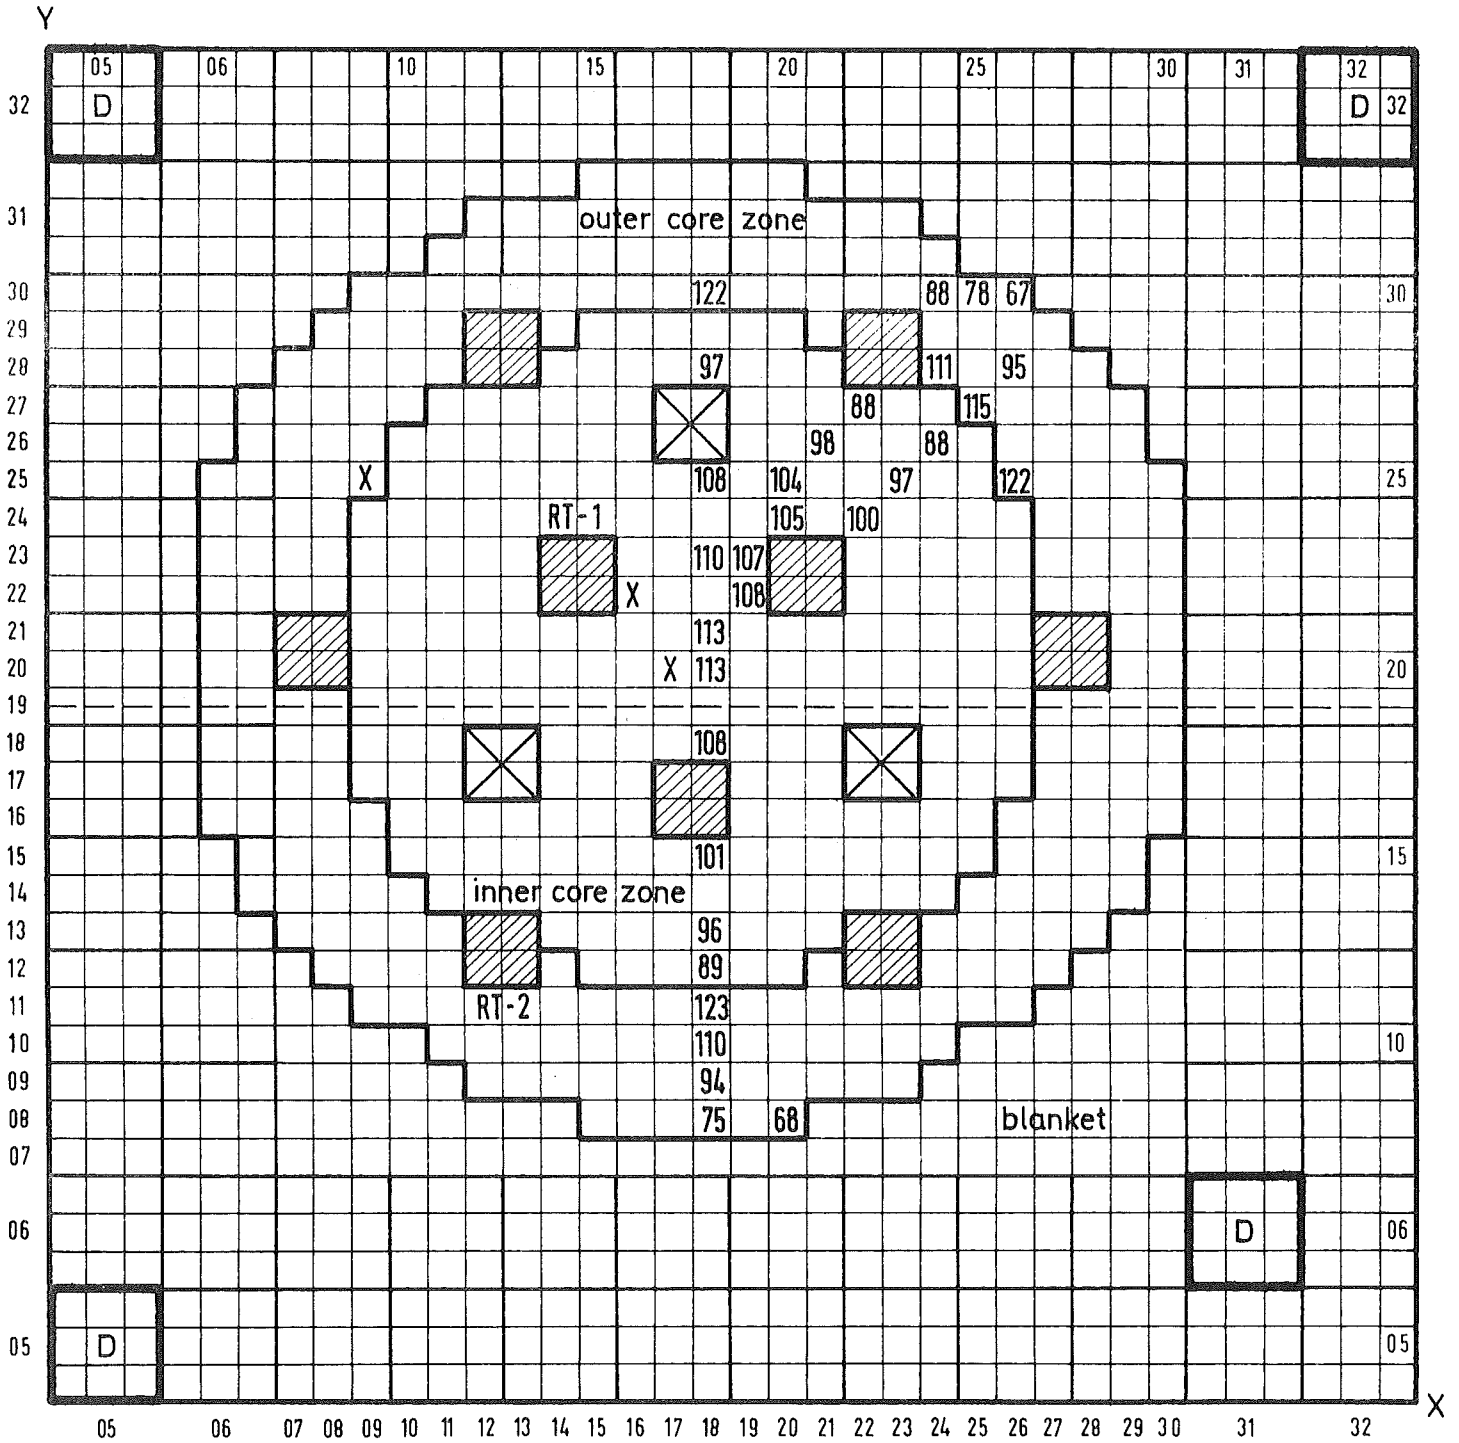 Y
05 06 10 15 20 25 30 31 32
32 D D 32
31 outer core zone
30 122 88 78 67 30
29
28 97 111 95
27 88 115
26 98 88
25 X 108 104 97 122 25
24 RT-1 105 100
23 110 107
22 X 108
21 113
20 X 113 20
19
18 108
17
16
15 101 15
14 inner core zone
13 96
12 89
11 RT-2 123
10 110 10
09 94
08 75 68 blanket
07
06 D 06
05 D 05
X
05 06 07 08 09 10 11 12 13 14 15 16 17 18 19 20 21 22 23 24 25 26 27 28 29 30 31 32